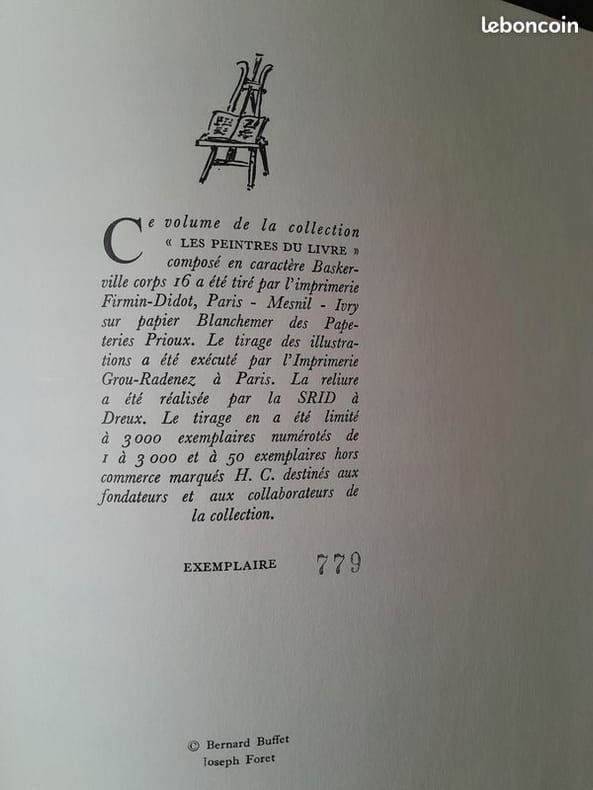 leboncoin
Ce volume de la collection
« LES PEINTRES DU LIVRE »
composé en caractère Basker-
ville corps 16 a été tiré par l'imprimerie
Firmin-Didot, Paris - Mesnil - Ivry
sur papier Blanchemer des Pape-
teries Prioux. Le tirage des illustra-
tions a été exécuté par l'Imprimerie
Grou-Radenez à Paris. La reliure
a été réalisée par la SRID à
Dreux. Le tirage en a été limité
à 3000 exemplaires numérotés de
1 à 3000 et à 50 exemplaires hors
commerce marqués H. C. destinés aux
fondateurs et aux collaborateurs de
la collection.
EXEMPLAIRE 779
© Bernard Buffet
Joseph Foret